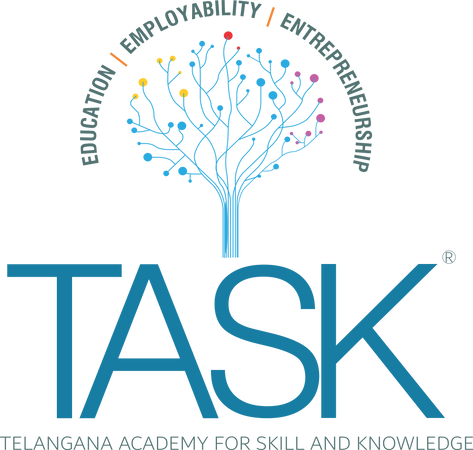 EDUCATION | EMPLOYABILITY | ENTREPRENEURSHIP
TASK®
TELANGANA ACADEMY FOR SKILL AND KNOWLEDGE